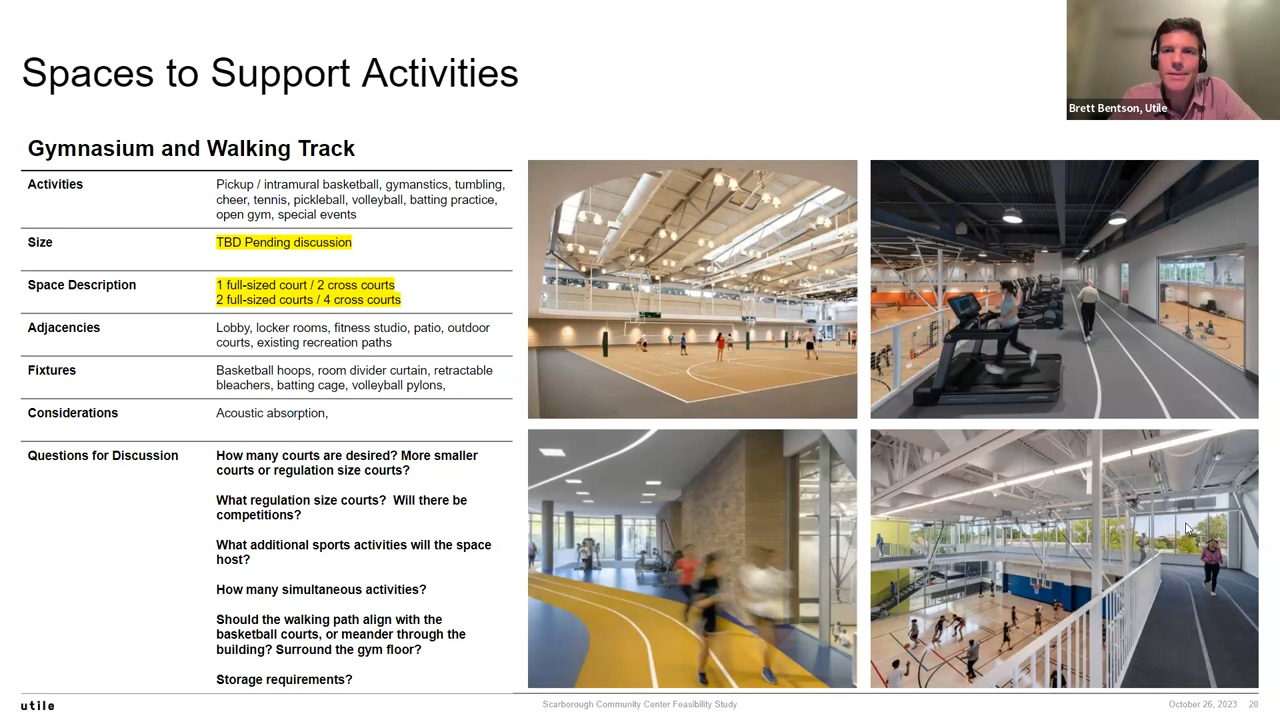 Spaces to Support Activities
Brett Bentson, Utile
Gymnasium and Walking Track
Activities
Pickup / intramural basketball, gymanstics, tumbling,
cheer, tennis, pickleball, volleyball, batting practice,
open gym, special events
Size
TBD Pending discussion
Space Description
1 full-sized court / 2 cross courts
2 full-sized courts / 4 cross courts
Adjacencies
Lobby, locker rooms, fitness studio, patio, outdoor
courts, existing recreation paths
Fixtures
Basketball hoops, room divider curtain, retractable
bleachers, batting cage, volleyball pylons,
Considerations
Acoustic absorption,
Questions for Discussion
How many courts are desired? More smaller
courts or regulation size courts?
What regulation size courts? Will there be
competitions?
What additional sports activities will the space
host?
How many simultaneous activities?
Should the walking path align with the
basketball courts, or meander through the
building? Surround the gym floor?
Storage requirements?
utile
Scarborough Community Center Feasibility Study
October 26, 2023 20